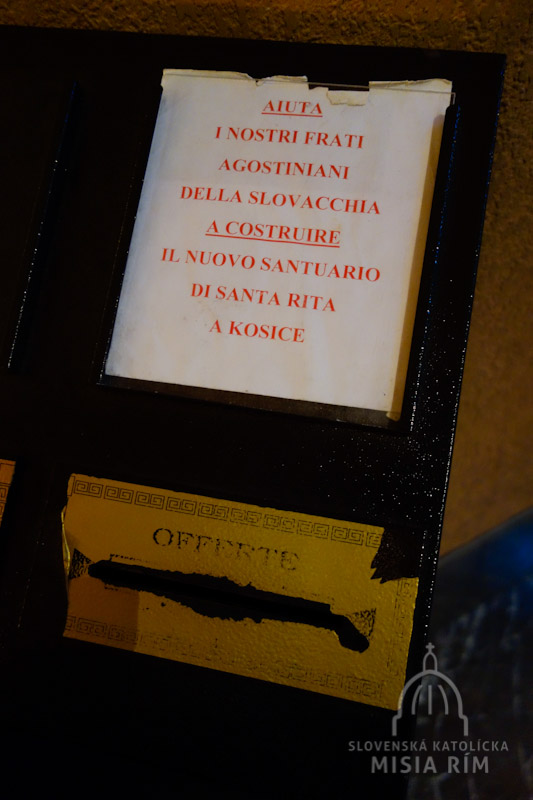 AIUTA
I NOSTRI FRATI
AGOSTINIANI
DELLA SLOVACCHIA
A COSTRUIRE
IL NUOVO SANTUARIO
DI SANTA RITA
A KOSICE
OFFERTE
SLOVENSKÁ KATOLÍCKA
MISIA RÍM